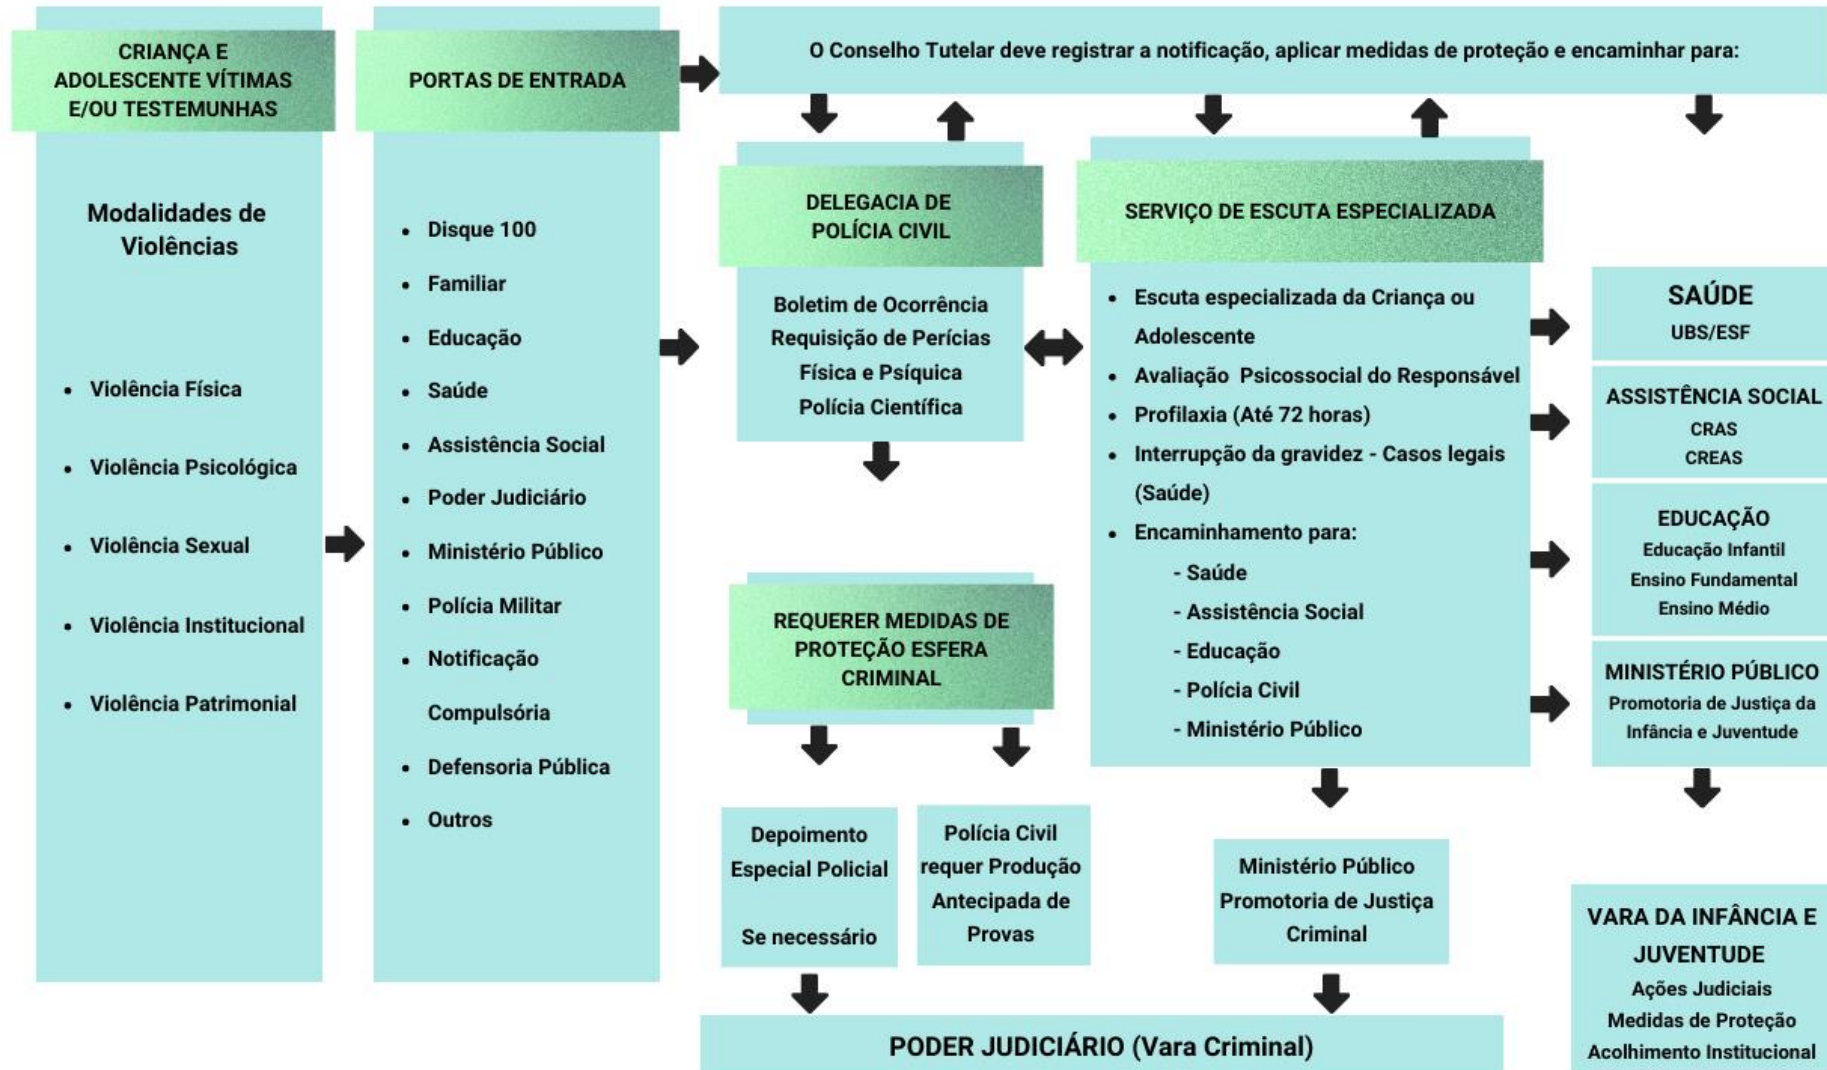 CRIANÇA E
ADOLESCENTE VÍTIMAS
E/OU TESTEMUNHAS
Modalidades de
Violências
• Violência Física
• Violência Psicológica
• Violência Sexual
• Violência Institucional
• Violência Patrimonial
PORTAS DE ENTRADA
• Disque 100
• Familiar
• Educação
• Saúde
• Assistência Social
• Poder Judiciário
• Ministério Público
• Polícia Militar
• Notificação
Compulsória
• Defensoria Pública
• Outros
O Conselho Tutelar deve registrar a notificação, aplicar medidas de proteção e encaminhar para:
DELEGACIA DE
POLÍCIA CIVIL
Boletim de Ocorrência
Requisição de Perícias
Física e Psíquica
Polícia Científica
REQUERER MEDIDAS DE
PROTEÇÃO ESFERA
CRIMINAL
Depoimento
Especial Policial
Se necessário
Polícia Civil
requer Produção
Antecipada de
Provas
SERVIÇO DE ESCUTA ESPECIALIZADA
• Escuta especializada da Criança ou
Adolescente
• Avaliação Psicossocial do Responsável
• Profilaxia (Até 72 horas)
• Interrupção da gravidez - Casos legais
(Saúde)
• Encaminhamento para:
- Saúde
- Assistência Social
- Educação
- Polícia Civil
- Ministério Público
Ministério Público
Promotoria de Justiça
Criminal
PODER JUDICIÁRIO (Vara Criminal)
SAÚDE
UBS/ESF
ASSISTÊNCIA SOCIAL
CRAS
CREAS
EDUCAÇÃO
Educação Infantil
Ensino Fundamental
Ensino Médio
MINISTÉRIO PÚBLICO
Promotoria de Justiça da
Infância e Juventude
VARA DA INFÂNCIA E
JUVENTUDE
Ações Judiciais
Medidas de Proteção
Acolhimento Institucional